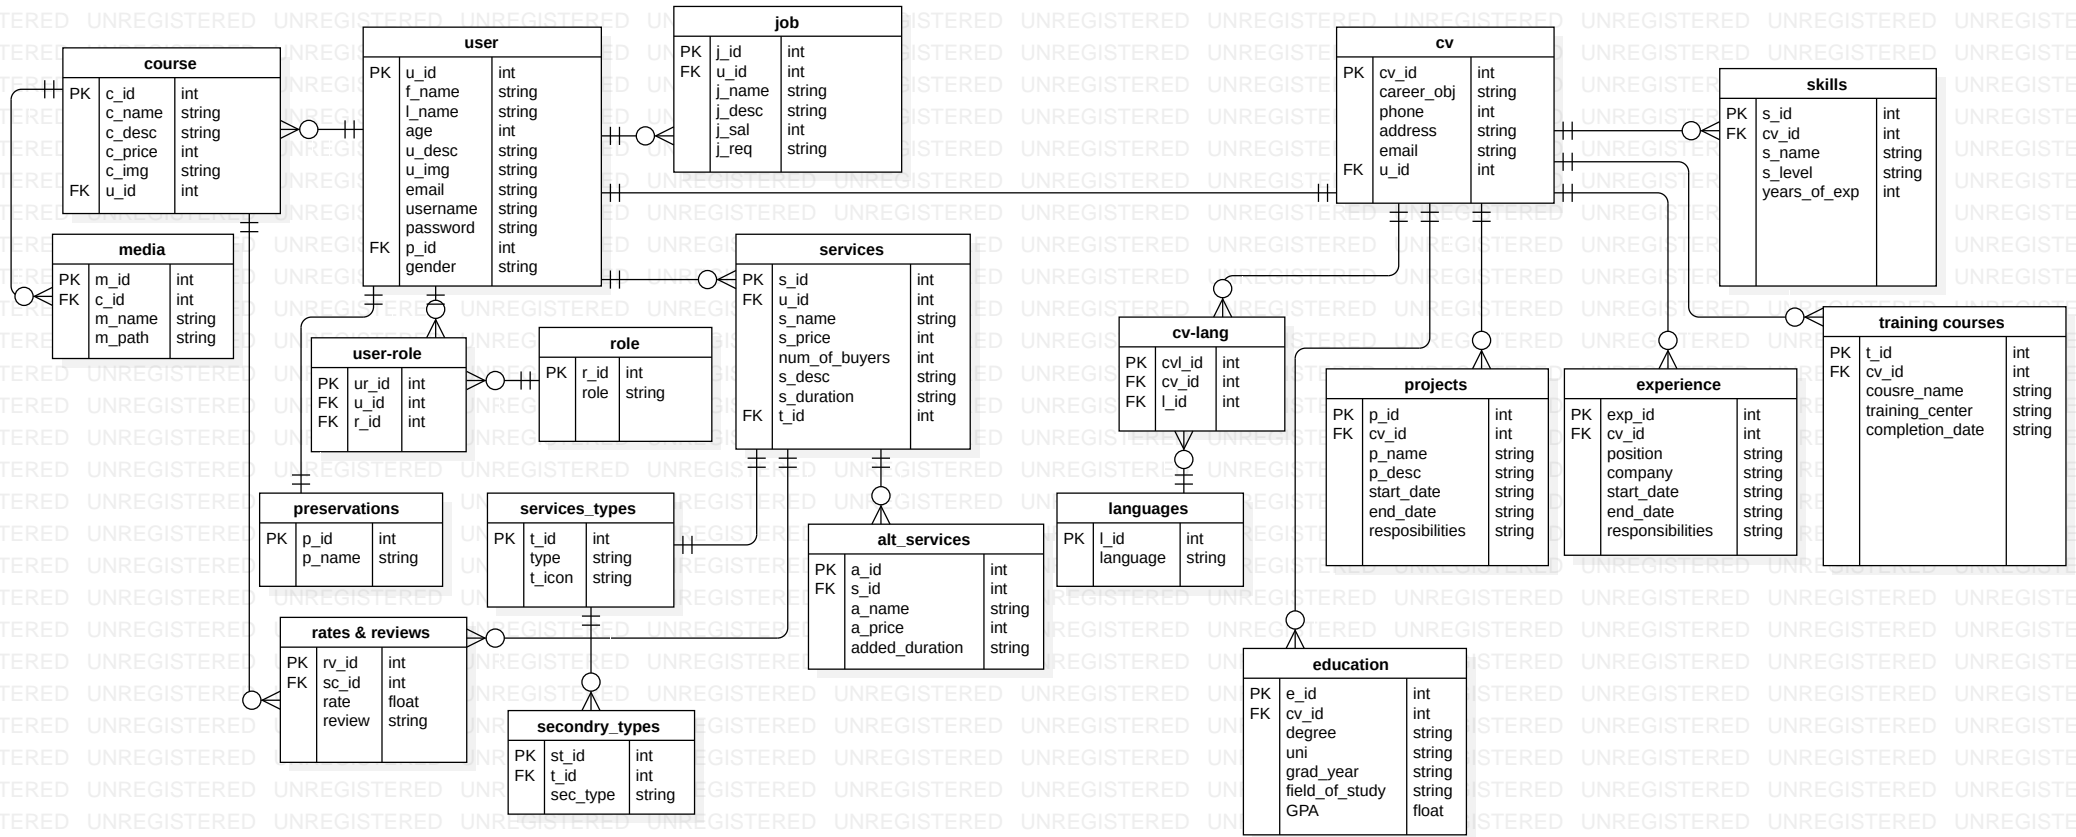 course
PK c_id int
c_name string
c_desc string
c_price int
c_img string
FK u_id int
user
PK u_id int
f_name string
l_name string
age int
u_desc string
u_img string
email string
username string
password string
FK p_id int
gender string
job
PK j_id int
FK u_id int
j_name string
j_desc string
j_sal int
j_req string
cv
PK cv_id int
career_obj string
phone int
address string
email string
FK u_id int
skills
PK s_id int
FK cv_id int
s_name string
s_level string
years_of_exp int
media
PK m_id int
FK c_id int
m_name string
m_path string
user-role
PK ur_id int
FK u_id int
FK r_id int
role
PK r_id int
role string
services
PK s_id int
FK u_id int
s_name string
s_price int
num_of_buyers int
s_desc string
s_duration string
FK t_id int
cv-lang
PK cvl_id int
FK cv_id int
FK l_id int
projects
PK p_id int
FK cv_id int
p_name string
p_desc string
start_date string
end_date string
resposibilities string
experience
PK exp_id int
FK cv_id int
position string
company string
start_date string
end_date string
responsibilities string
training courses
PK t_id int
FK cv_id int
cousre_name string
training_center string
completion_date string
preservations
PK p_id int
p_name string
services_types
PK t_id int
type string
t_icon string
alt_services
PK a_id int
FK s_id int
a_name string
a_price int
added_duration string
languages
PK l_id int
language string
rates & reviews
PK rv_id int
FK sc_id int
rate float
review string
secondry_types
PK st_id int
FK t_id int
sec_type string
education
PK e_id int
FK cv_id int
degree string
uni string
grad_year string
field_of_study string
GPA float
UNREGISTERED